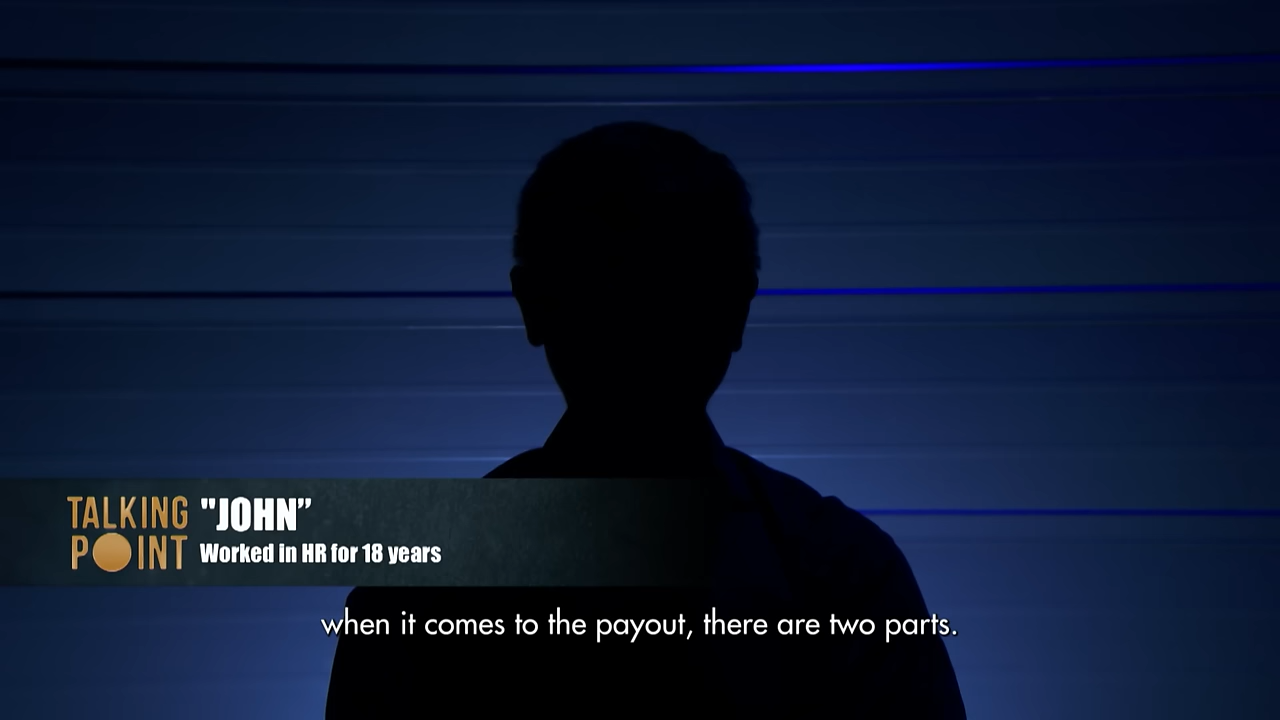 TALKING
POINT
"JOHN”
Worked in HR for 18 years
when it comes to the payout, there are two parts.